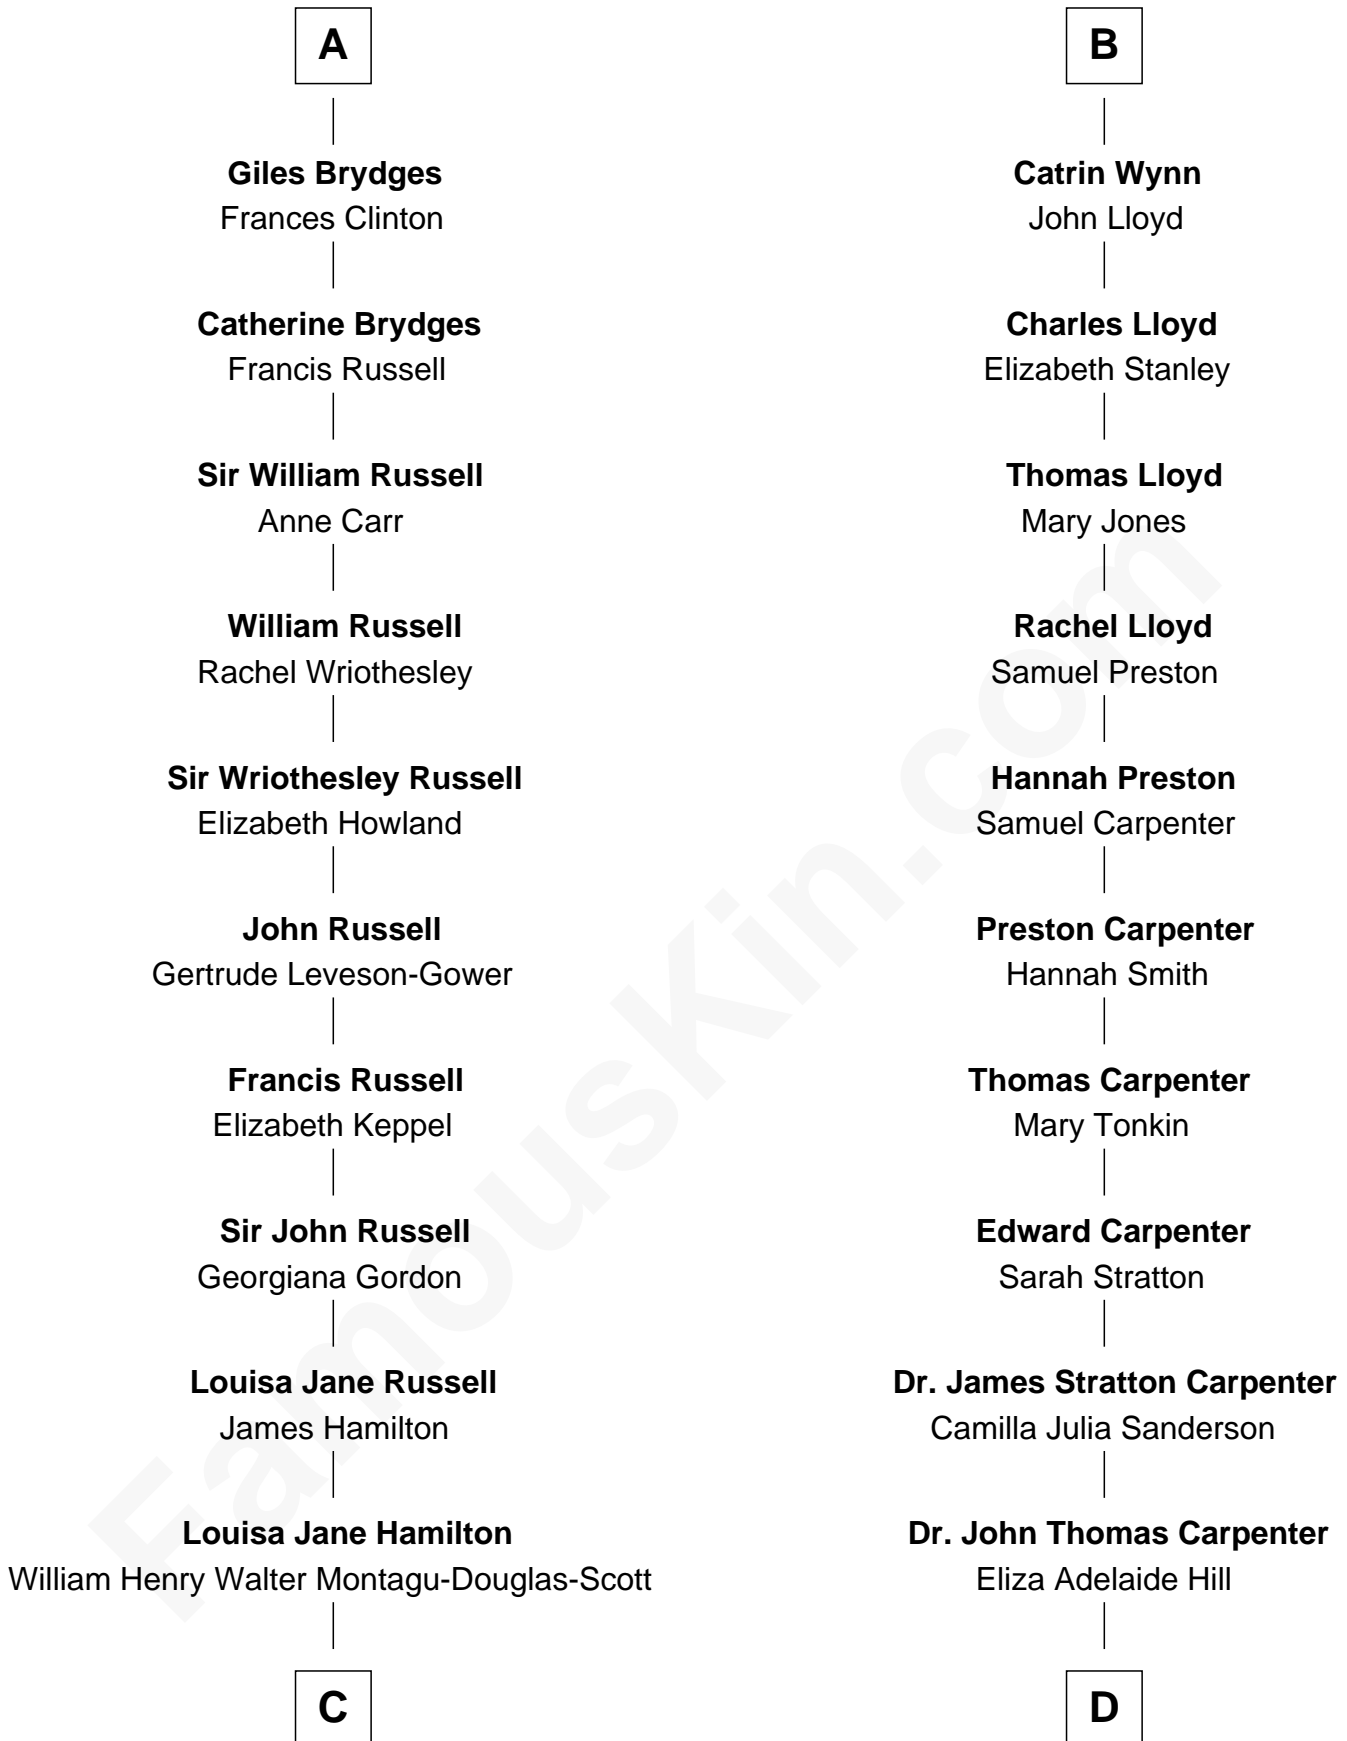 A
Giles Brydges
Frances Clinton
Catherine Brydges
Francis Russell
Sir William Russell
Anne Carr
William Russell
Rachel Wriothesley
Sir Wriothesley Russell
Elizabeth Howland
John Russell
Gertrude Leveson-Gower
Francis Russell
Elizabeth Keppel
Sir John Russell
Georgiana Gordon
Louisa Jane Russell
James Hamilton
Louisa Jane Hamilton
William Henry Walter Montagu-Douglas-Scott
C
B
Catrin Wynn
John Lloyd
Charles Lloyd
Elizabeth Stanley
Thomas Lloyd
Mary Jones
Rachel Lloyd
Samuel Preston
Hannah Preston
Samuel Carpenter
Preston Carpenter
Hannah Smith
Thomas Carpenter
Mary Tonkin
Edward Carpenter
Sarah Stratton
Dr. James Stratton Carpenter
Camilla Julia Sanderson
Dr. John Thomas Carpenter
Eliza Adelaide Hill
D
FamousKin.com